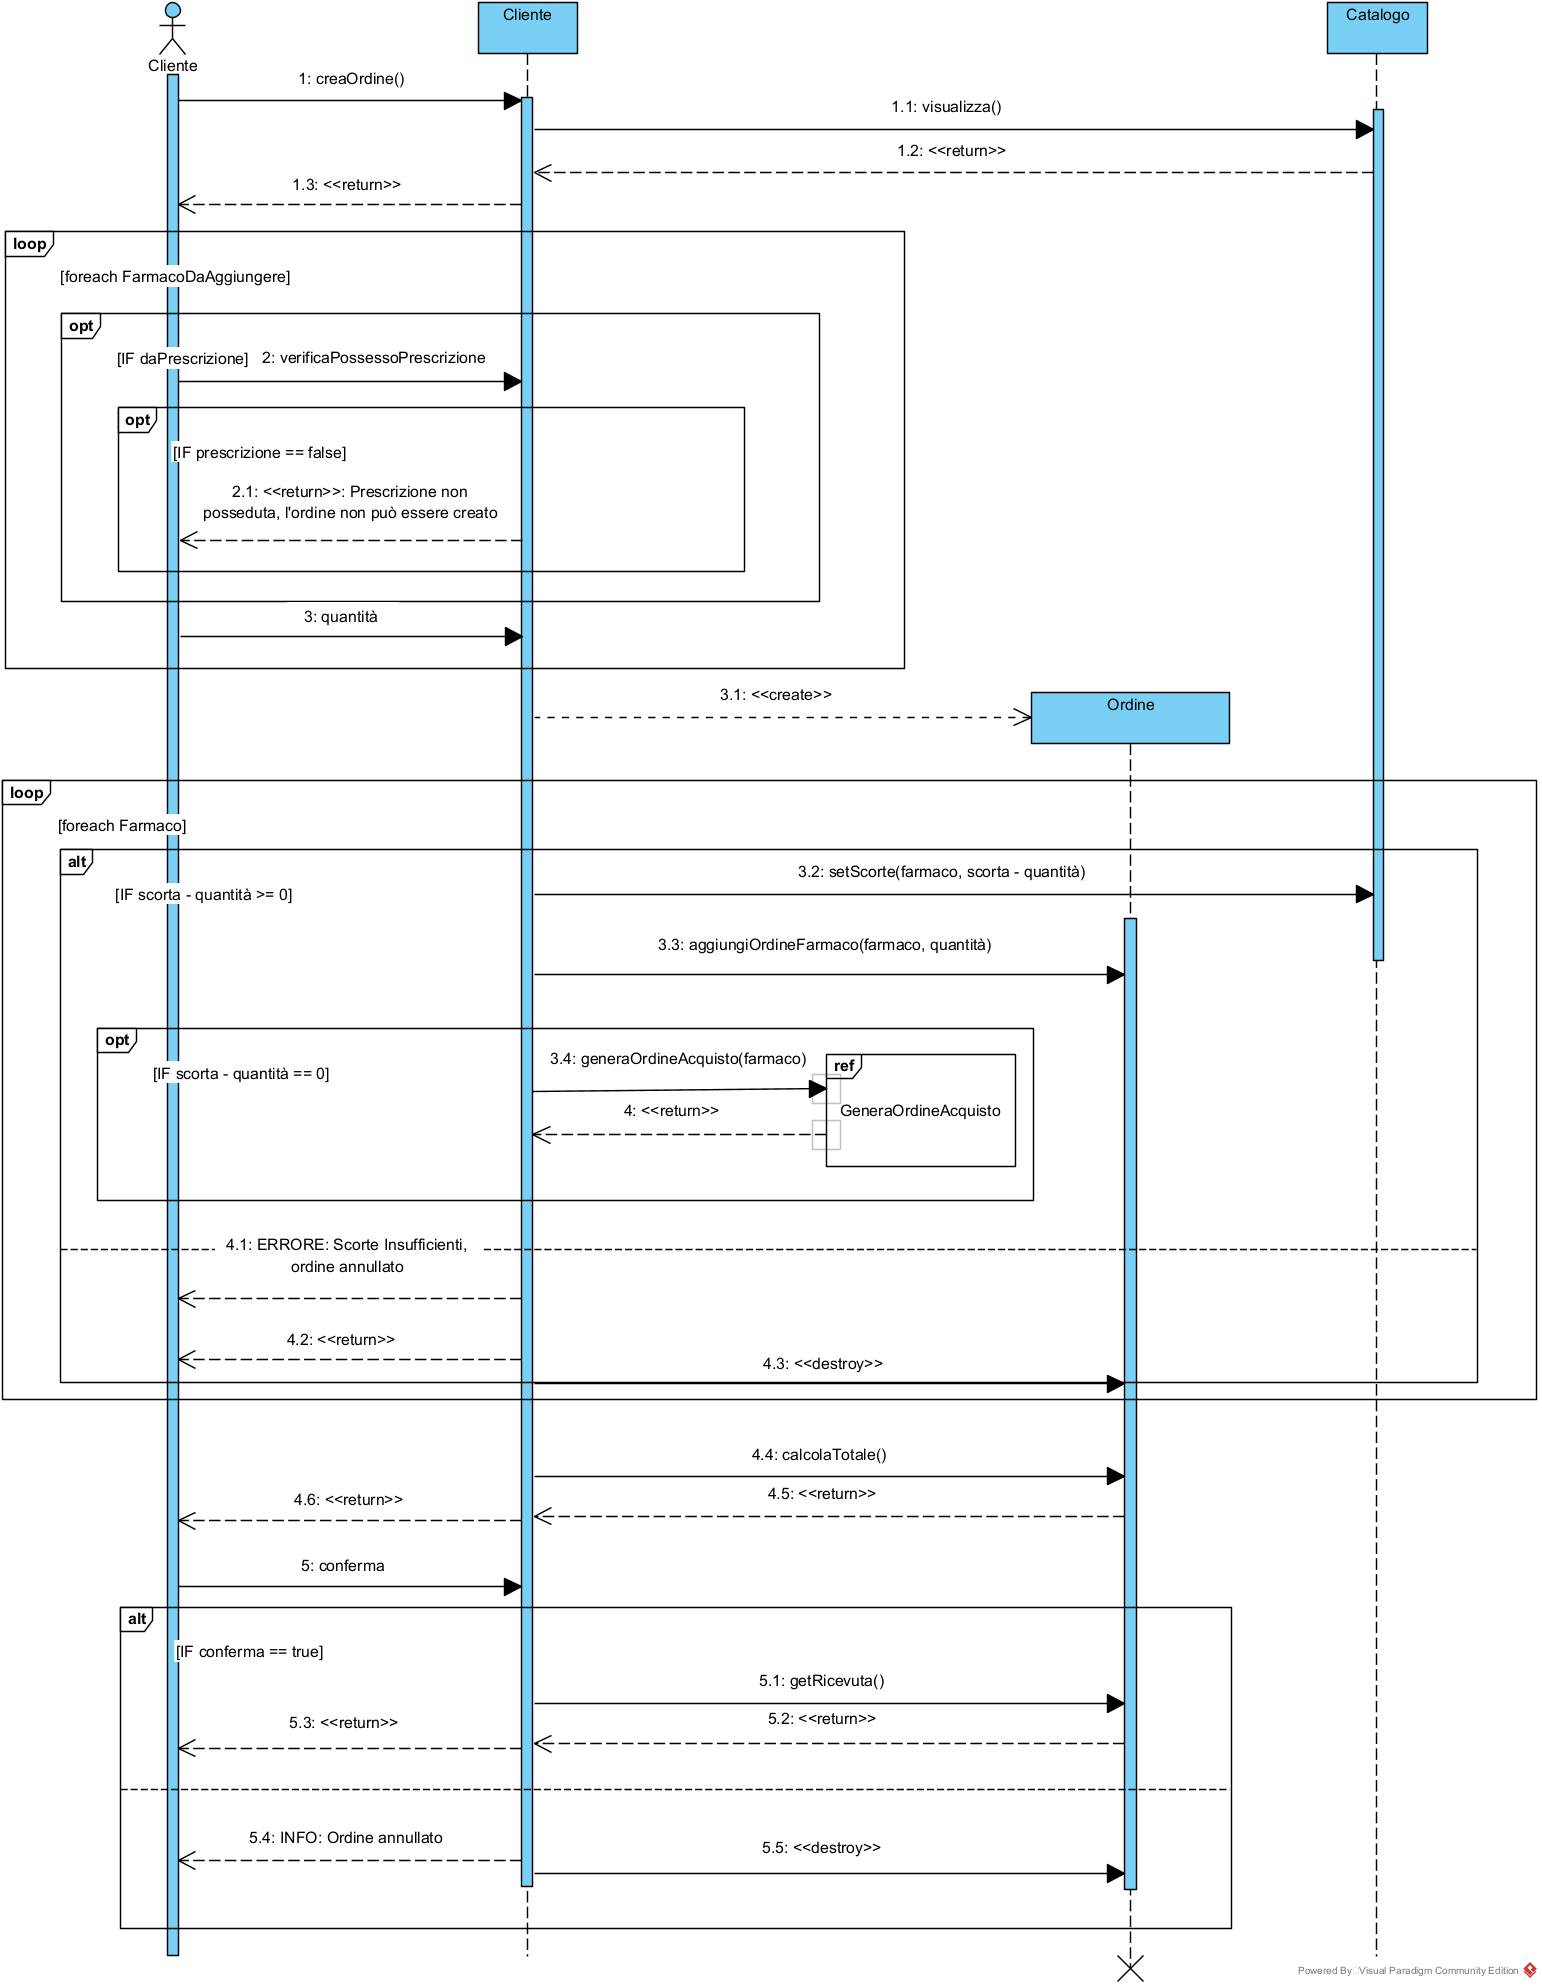 Cliente
Cliente
Catalogo
1: creaOrdine()
1.1: visualizza()
1.2: <<return>>
1.3: <<return>>
loop
[foreach FarmacoDaAggiungere]
opt
[IF daPrescrizione]
2: verificaPossessoPrescrizione
opt
[IF prescrizione == false]
2.1: <<return>>: Prescrizione non
posseduta, l'ordine non può essere creato
3: quantità
3.1: <<create>>
Ordine
loop
[foreach Farmaco]
alt
3.2: setScorte(farmaco, scorta - quantità)
[IF scorta - quantità >= 0]
3.3: aggiungiOrdineFarmaco(farmaco, quantità)
opt
3.4: generaOrdineAcquisto(farmaco)
ref
[IF scorta - quantità == 0]
4: <<return>>
GeneraOrdineAcquisto
4.1: ERRORE: Scorte Insufficienti,
ordine annullato
4.2: <<return>>
4.3: <<destroy>>
4.4: calcolaTotale()
4.5: <<return>>
4.6: <<return>>
5: conferma
alt
[IF conferma == true]
5.1: getRicevuta()
5.2: <<return>>
5.3: <<return>>
5.4: INFO: Ordine annullato
5.5: <<destroy>>
Powered By Visual Paradigm Community Edition